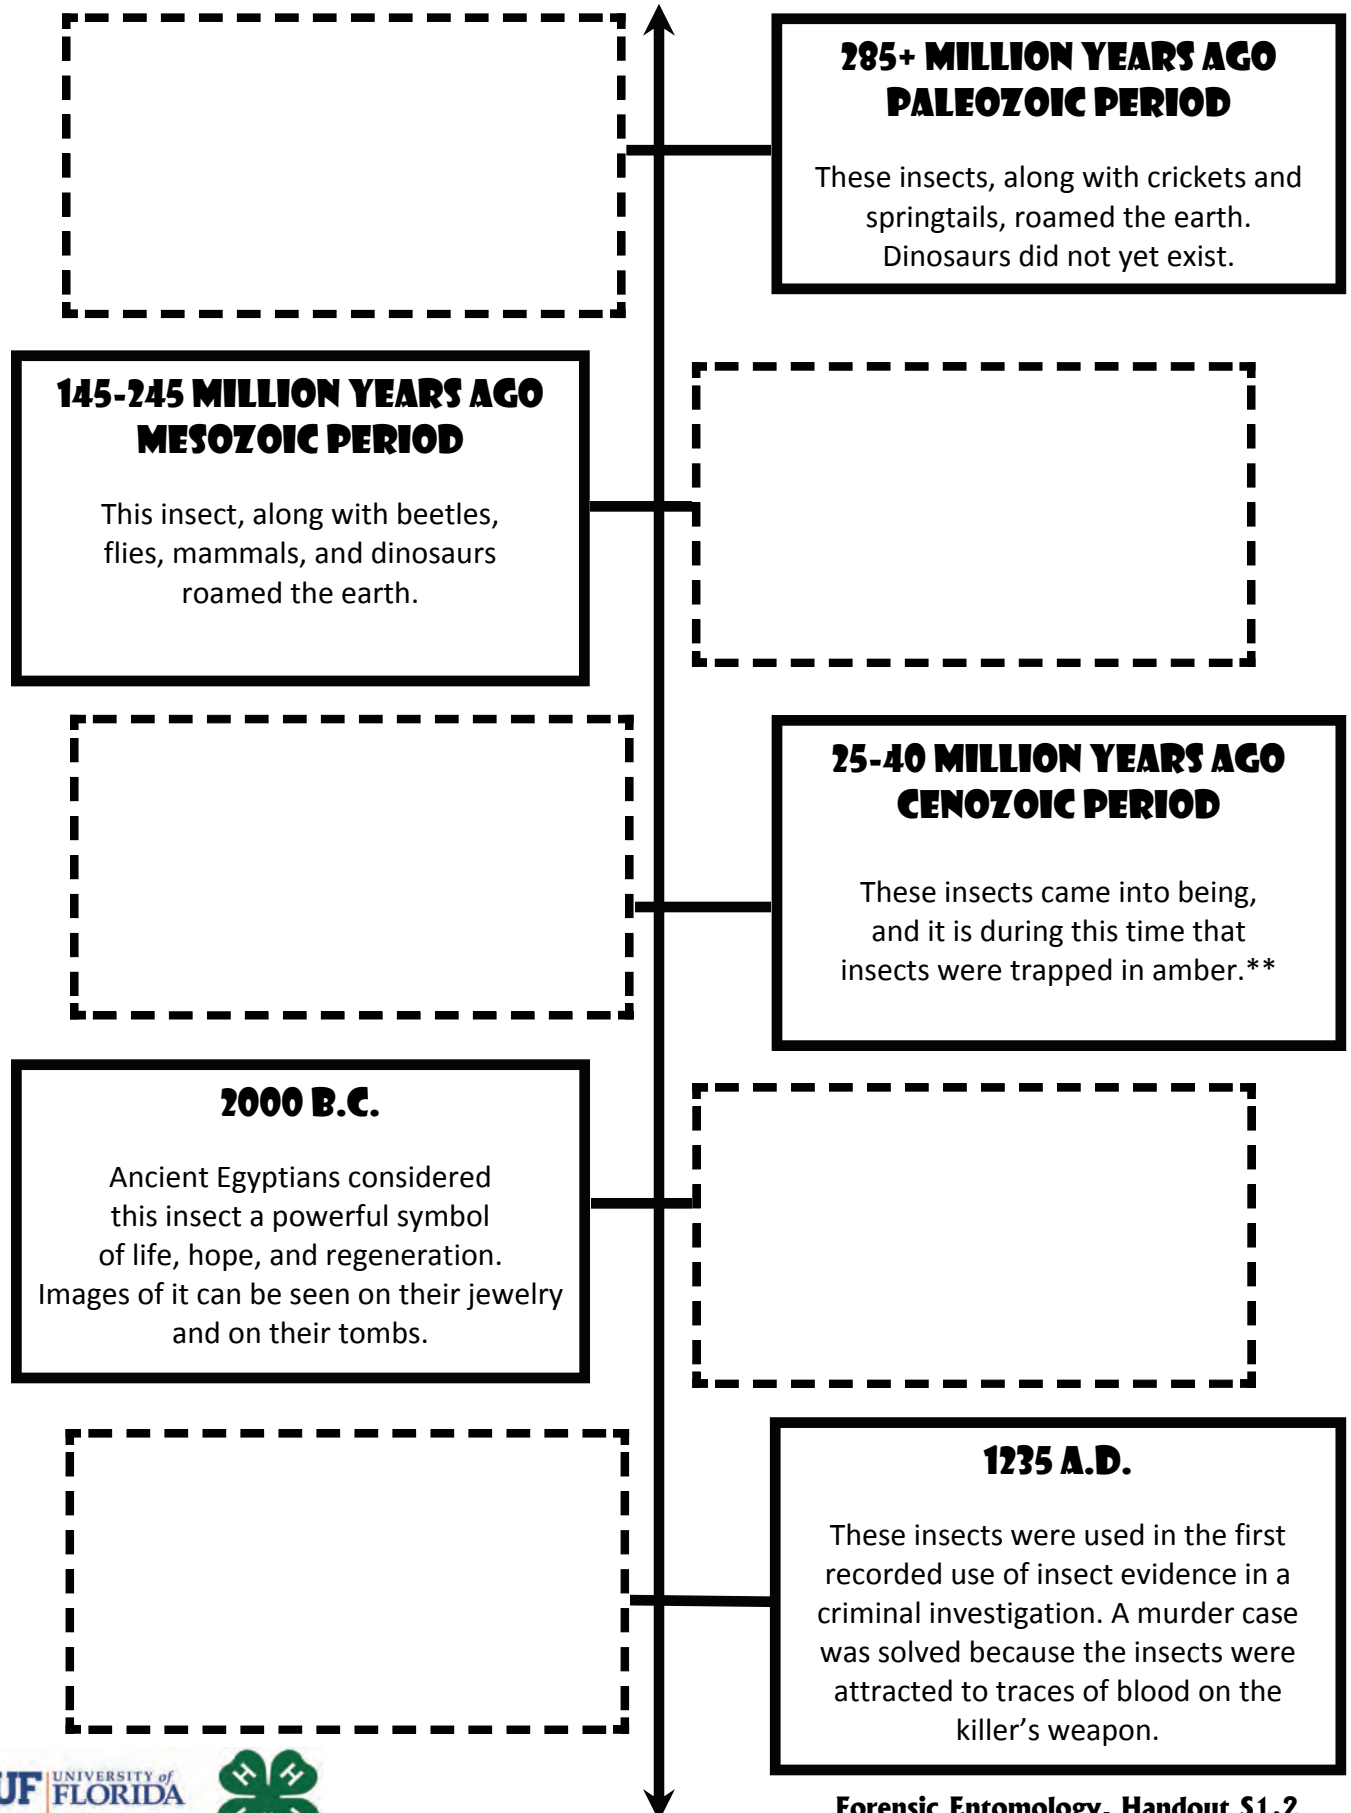 285+ MILLION YEARS AGO
PALEOZOIC PERIOD
These insects, along with crickets and
springtails, roamed the earth.
Dinosaurs did not yet exist.
145-245 MILLION YEARS AGO
MESOZOIC PERIOD
This insect, along with beetles,
flies, mammals, and dinosaurs
roamed the earth.
25-40 MILLION YEARS AGO
CENOZOIC PERIOD
These insects came into being,
and it is during this time that
insects were trapped in amber.**
2000 B.C.
Ancient Egyptians considered
this insect a powerful symbol
of life, hope, and regeneration.
Images of it can be seen on their jewelry
and on their tombs.
1235 A.D.
These insects were used in the first
recorded use of insect evidence in a
criminal investigation. A murder case
was solved because the insects were
attracted to traces of blood on the
killer's weapon.
UF UNIVERSITY of
FLORIDA
H H
Forensic Entomology, Handout S1.2